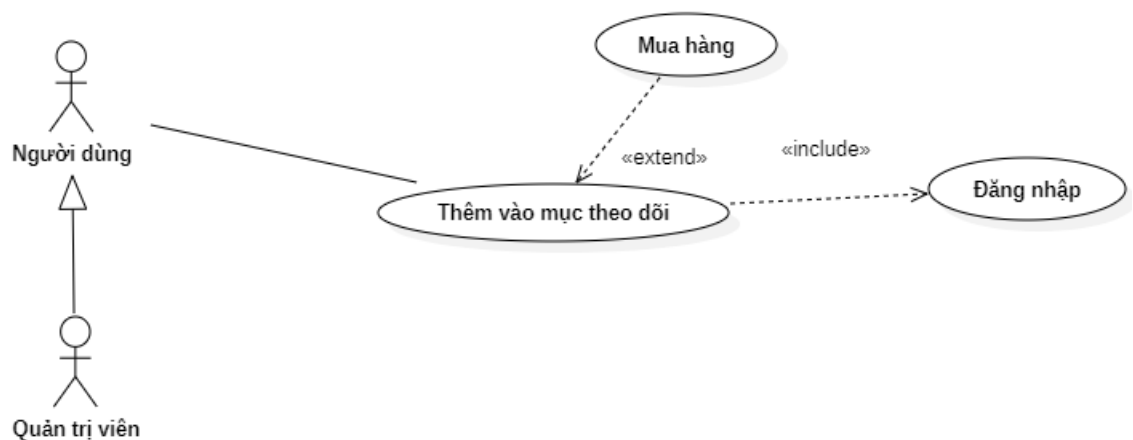 Mua hàng
Người dùng
«extend»
«include»
Thêm vào mục theo dõi
Đăng nhập
Quản trị viên